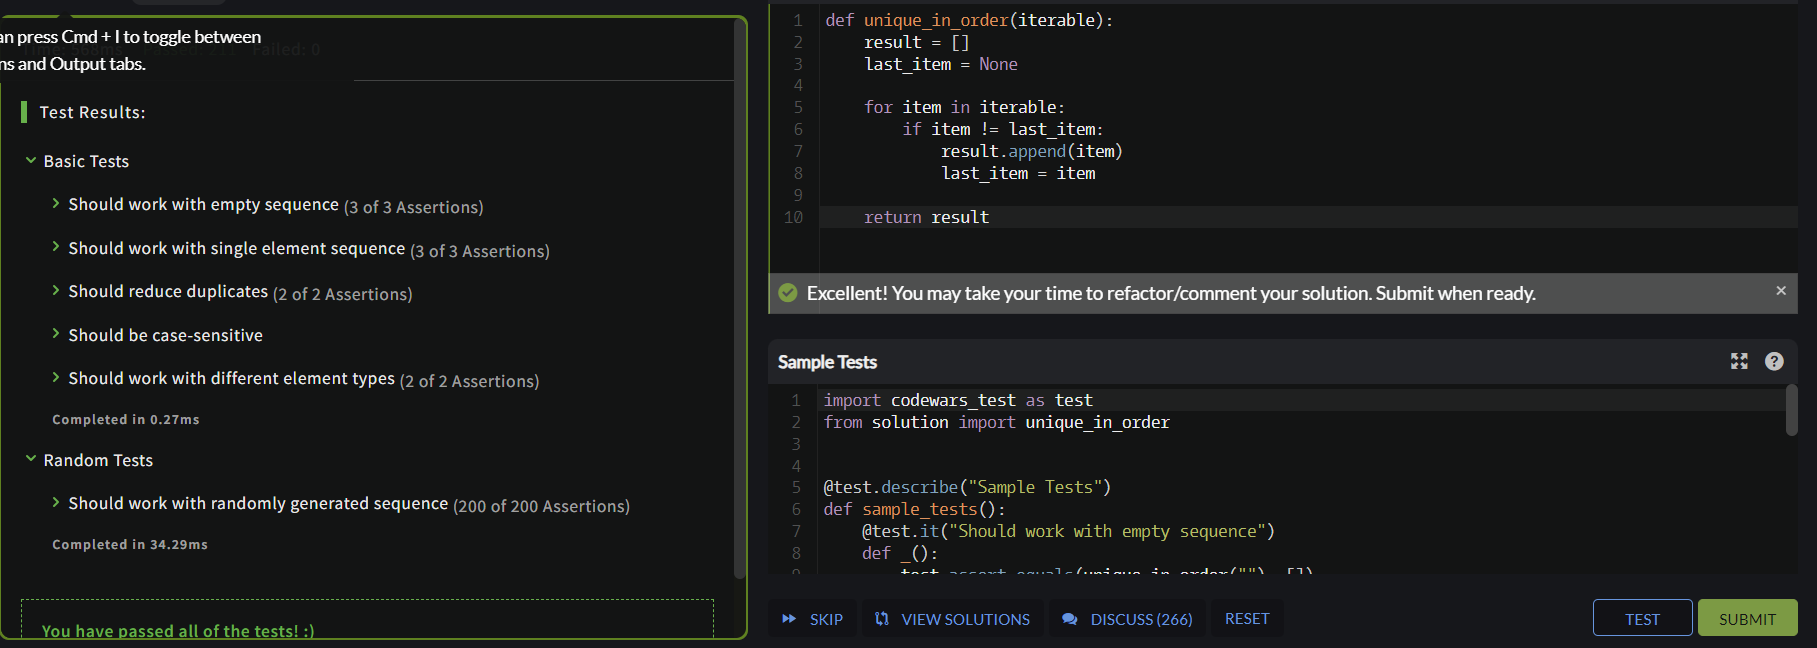 an press Cmd + I to toggle between
ns and Output tabs.
Time: 568ms Failed: 0
Test Results:
Basic Tests
Should work with empty sequence (3 of 3 Assertions)
Should work with single element sequence (3 of 3 Assertions)
Should reduce duplicates (2 of 2 Assertions)
Should be case-sensitive
Should work with different element types (2 of 2 Assertions)
Completed in 0.27ms
Random Tests
Should work with randomly generated sequence (200 of 200 Assertions)
Completed in 34.29ms
You have passed all of the tests! :)
1 def unique_in_order(iterable):
2     result = []
3     last_item = None
4
5     for item in iterable:
6         if item != last_item:
7             result.append(item)
8             last_item = item
9
10     return result
Excellent! You may take your time to refactor/comment your solution. Submit when ready.
Sample Tests
1 import codewars_test as test
2 from solution import unique_in_order
3
4
5 @test.describe("Sample Tests")
6 def sample_tests():
7     @test.it("Should work with empty sequence")
8     def _():
9         test.assert_equals(unique_in_order(""), [])
SKIP VIEW SOLUTIONS DISCUSS (266) RESET TEST SUBMIT